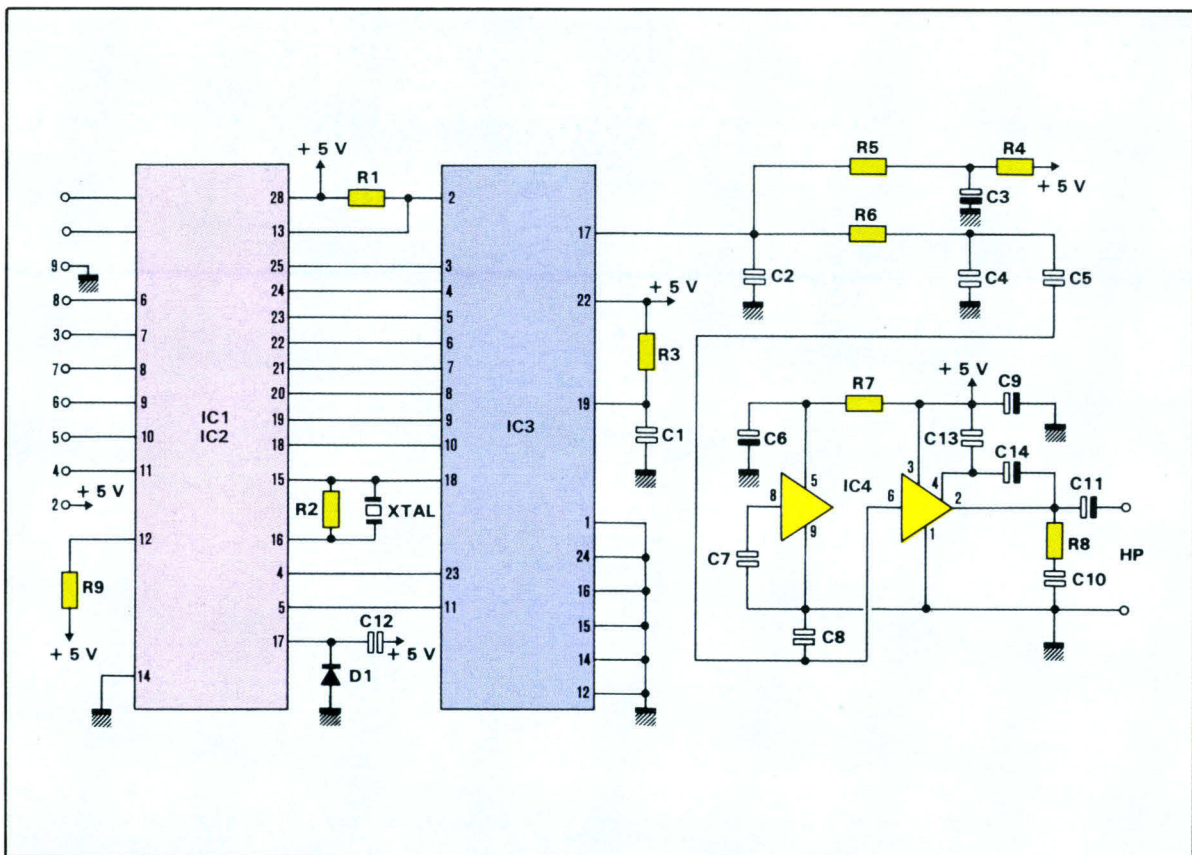 R5
R4
+ 5 V
C3
+ 5 V
28
R1
2
13
17
R6
9
25
3
C2
C4
C5
8
6
24
4
22
+ 5 V
3
7
23
5
22
6
R3
7
8
21
7
20
8
6
9
IC1
IC2
19
9
IC3
19
R7
+ 5 V
C9
5
10
18
10
C1
C6
C13
4
11
15
18
3
C14
2
+ 5 V
R2
XTAL
8
5
IC4
6
4
2
C11
12
16
1
9
1
R8
HP
R9
4
23
24
C7
C10
5
11
16
17
C12
+ 5 V
15
C8
+ 5 V
14
D1
14
12